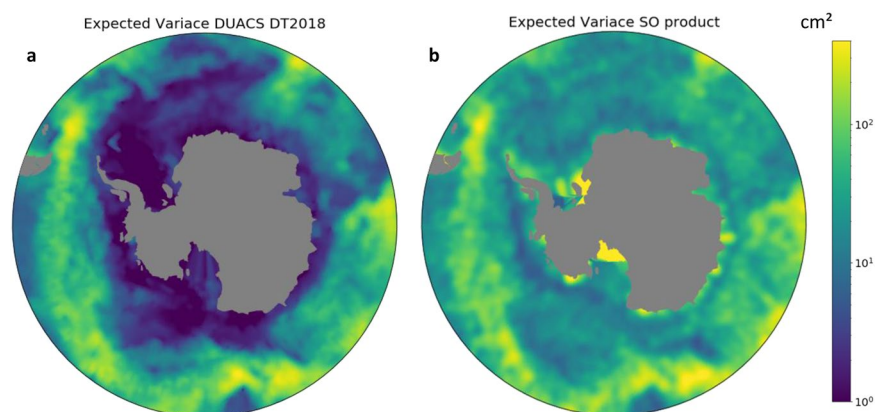 Expected Variace DUACS DT2018
Expected Variace SO product
cm²
a
b
10²
10¹
10⁰